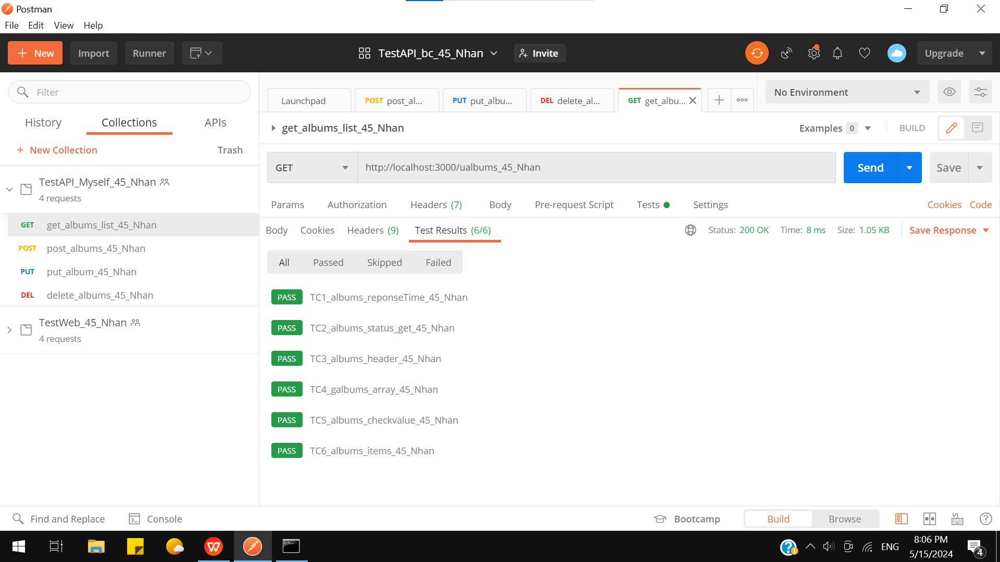 Postman
File Edit View Help
New Import Runner TestAPI_bc_45_Nhan Invite Upgrade
Filter
History Collections APIs
New Collection Trash
TestAPI_Myself_45_Nhan
4 requests
GET get_albums_list_45_Nhan
POST post_albums_45_Nhan
PUT put_album_45_Nhan
DEL delete_albums_45_Nhan
TestWeb_45_Nhan
4 requests
Launchpad POST post_al... PUT put_albu... DEL delete_al... GET get_albu... No Environment
get_albums_list_45_Nhan Examples 0 BUILD
GET http://localhost:3000/ualbums_45_Nhan Send Save
Params Authorization Headers (7) Body Pre-request Script Tests Settings Cookies Code
Body Cookies Headers (9) Test Results (6/6) Status: 200 OK Time: 8 ms Size: 1.05 KB Save Response
All Passed Skipped Failed
PASS TC1_albums_reponseTime_45_Nhan
PASS TC2_albums_status_get_45_Nhan
PASS TC3_albums_header_45_Nhan
PASS TC4_galbums_array_45_Nhan
PASS TC5_albums_checkvalue_45_Nhan
PASS TC6_albums_items_45_Nhan
Find and Replace Console Bootcamp Build Browse
ENG 8:06 PM
5/15/2024 4